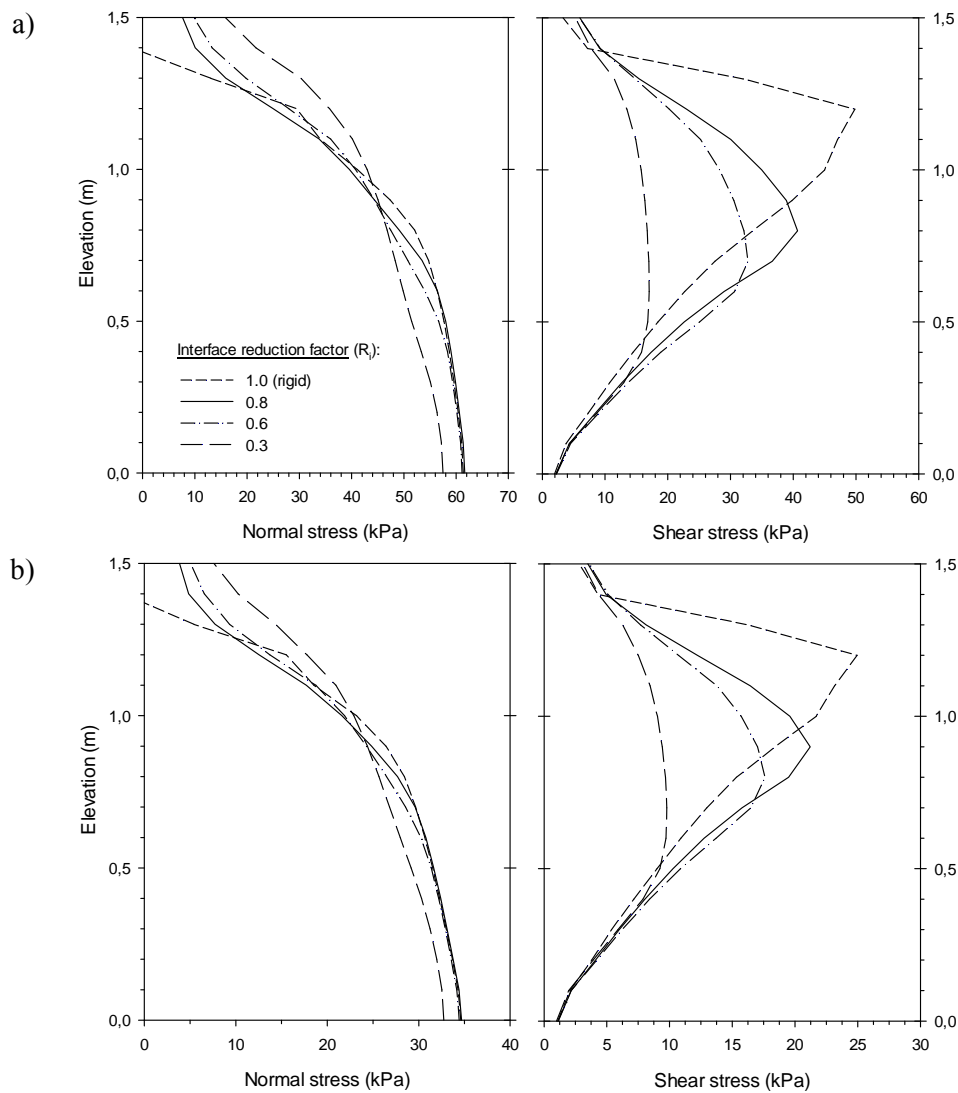 a)
1,5
1,0
0,5
0,0
Elevation (m)
Interface reduction factor (Ri):
1.0 (rigid)
0.8
0.6
0.3
0 10 20 30 40 50 60 70
Normal stress (kPa)
1,5
1,0
0,5
0,0
0 10 20 30 40 50 60
Shear stress (kPa)
b)
1,5
1,0
0,5
0,0
Elevation (m)
0 10 20 30 40
Normal stress (kPa)
1,5
1,0
0,5
0,0
0 5 10 15 20 25 30
Shear stress (kPa)